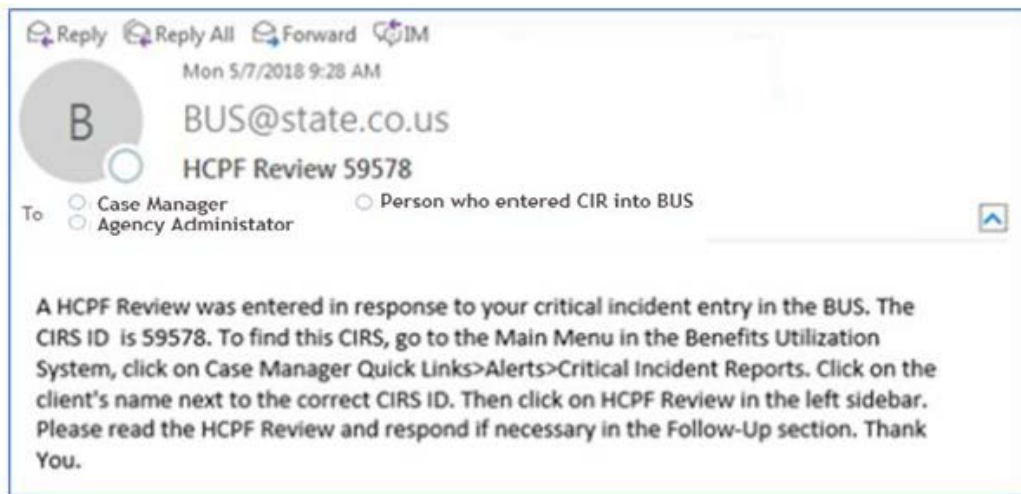 Reply Reply All Forward IM
Mon 5/7/2018 9:28 AM
B
BUS@state.co.us
HCPF Review 59578
To Case Manager Person who entered CIR into BUS
Agency Administator
A HCPF Review was entered in response to your critical incident entry in the BUS. The
CIRS ID is 59578. To find this CIRS, go to the Main Menu in the Benefits Utilization
System, click on Case Manager Quick Links>Alerts>Critical Incident Reports. Click on the
client's name next to the correct CIRS ID. Then click on HCPF Review in the left sidebar.
Please read the HCPF Review and respond if necessary in the Follow-Up section. Thank
You.